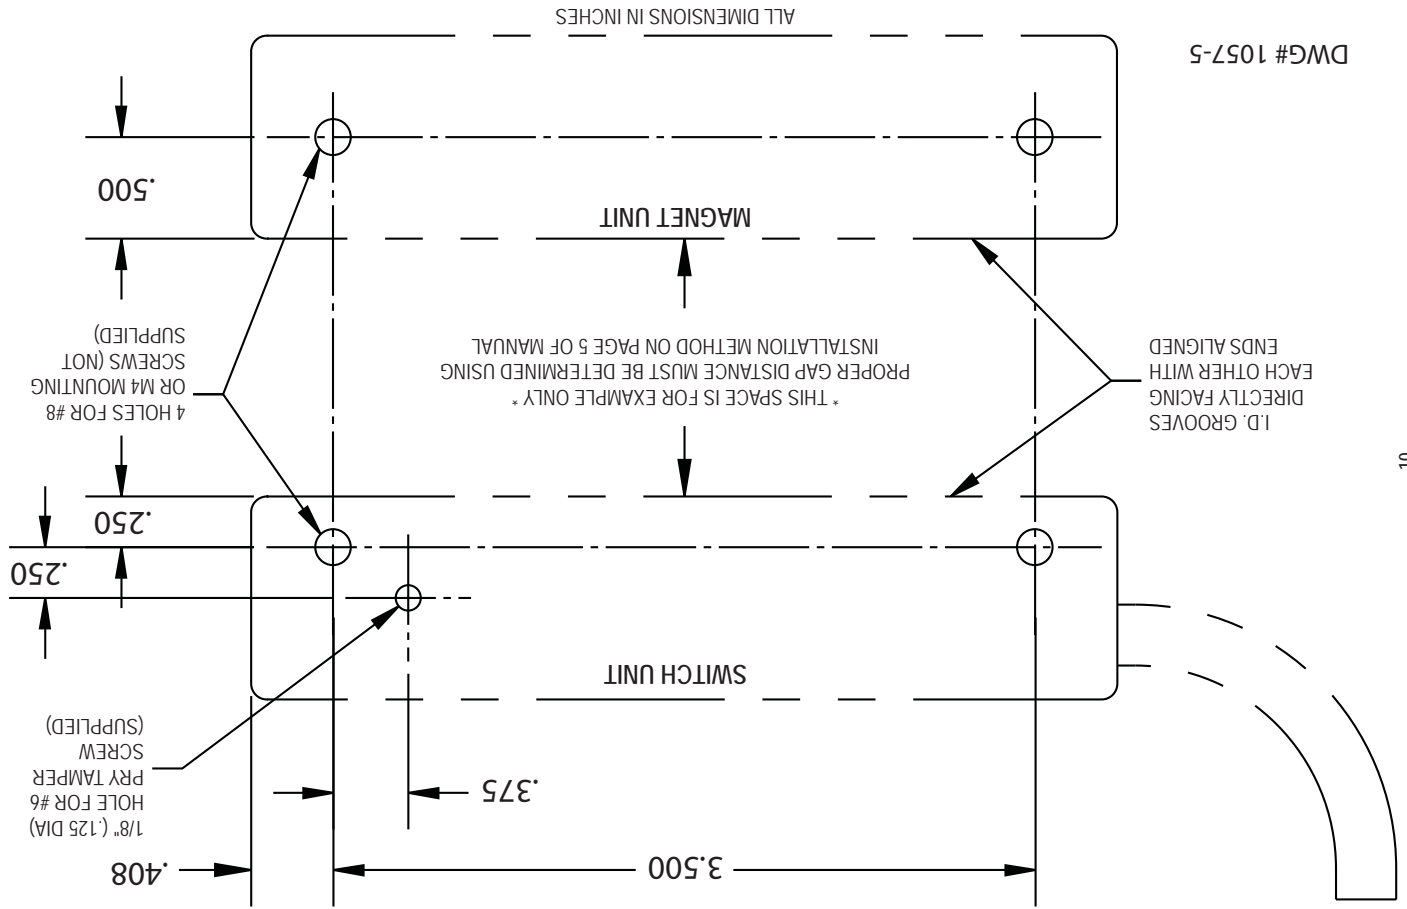 3.500
.408
.375
1/8" (.125 DIA)
HOLE FOR #6
PRY TAMPER
SCREW
(SUPPLIED)
SWITCH UNIT
.250
.250
10
I.D. GROOVES
DIRECTLY FACING
EACH OTHER WITH
ENDS ALIGNED
* THIS SPACE IS FOR EXAMPLE ONLY *
PROPER GAP DISTANCE MUST BE DETERMINED USING
INSTALLATION METHOD ON PAGE 5 OF MANUAL
4 HOLES FOR #8
OR M4 MOUNTING
SCREWS (NOT
SUPPLIED)
MAGNET UNIT
.500
DWG# 1057-5
ALL DIMENSIONS IN INCHES